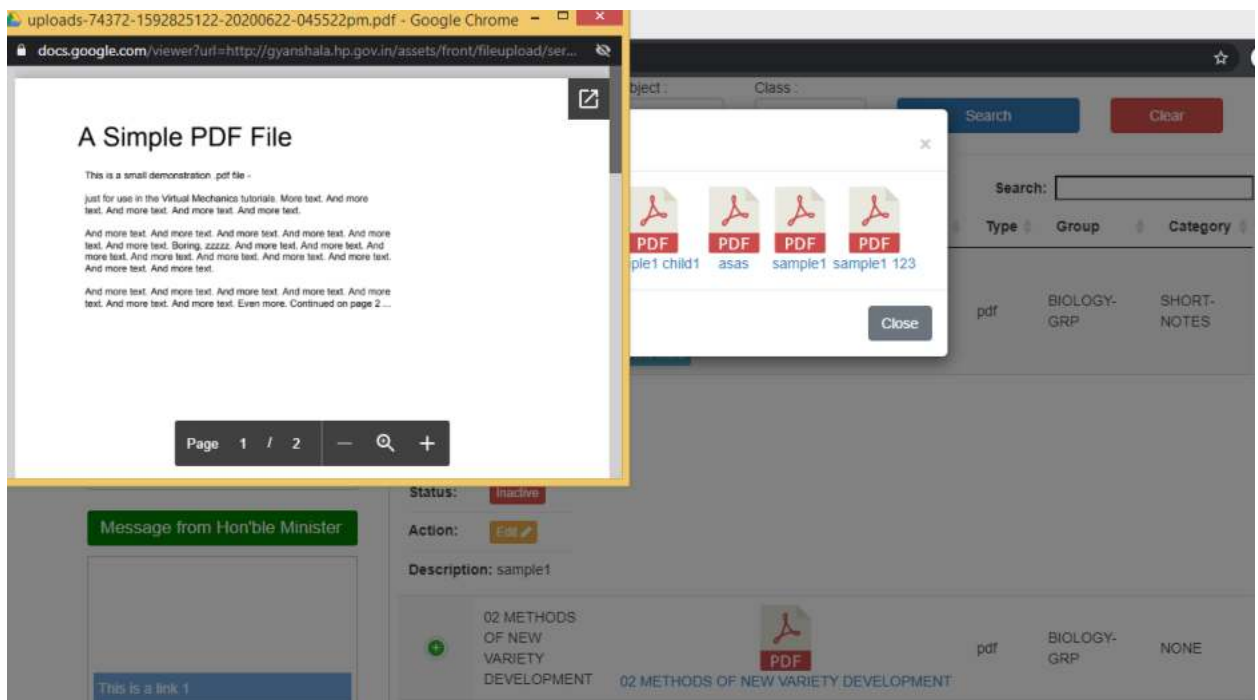 uploads-74372-1592825122-20200622-045522pm.pdf - Google Chrome
docs.google.com/viewer?url=http://gyanshala.hp.gov.in/assets/front/fileupload/ser...
A Simple PDF File
This is a small demonstration .pdf file -
just for use in the Virtual Mechanics tutorials. More text. And more
text. And more text. And more text. And more text.
And more text. And more text. And more text. And more text. And more
text. And more text. Boring, zzzzz. And more text. And more text. And
more text. And more text. And more text. And more text. And more text.
And more text. And more text.
And more text. And more text. And more text. And more text. And more
text. And more text. And more text. Even more. Continued on page 2 ...
Page 1 / 2
bject :
Class :
Search
Clear
×
PDF
ple1 child1
PDF
asas
PDF
sample1
PDF
sample1 123
Close
Search:
Type Group Category
pdf
BIOLOGY-
GRP
SHORT-
NOTES
Status: Inactive
Action: Edit
Description: sample1
Message from Hon'ble Minister
This is a link 1
02 METHODS
OF NEW
VARIETY
DEVELOPMENT
PDF
02 METHODS OF NEW VARIETY DEVELOPMENT
pdf
BIOLOGY-
GRP
NONE